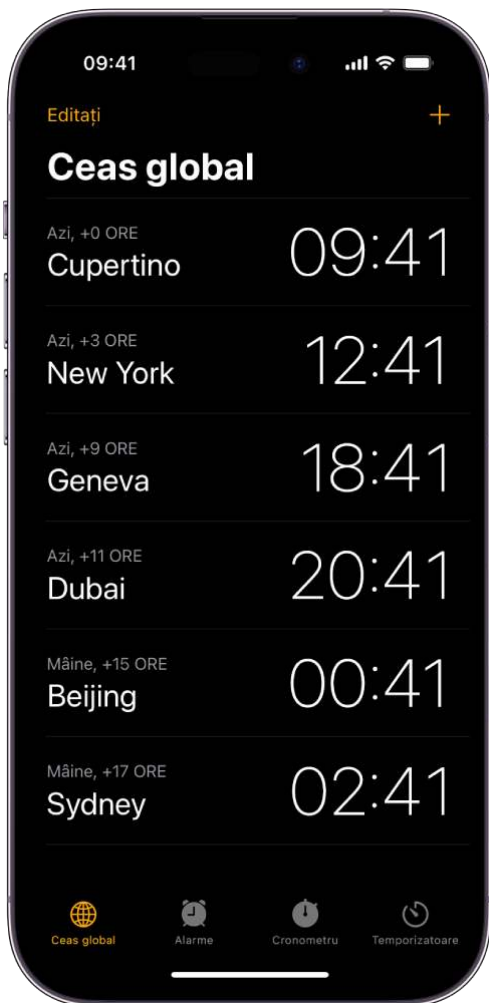 09:41
Editați
+
Ceas global
Azi, +0 ORE
Cupertino
09:41
Azi, +3 ORE
New York
12:41
Azi, +9 ORE
Geneva
18:41
Azi, +11 ORE
Dubai
20:41
Mâine, +15 ORE
Beijing
00:41
Mâine, +17 ORE
Sydney
02:41
Ceas global
Alarme
Cronometru
Temporizatoare